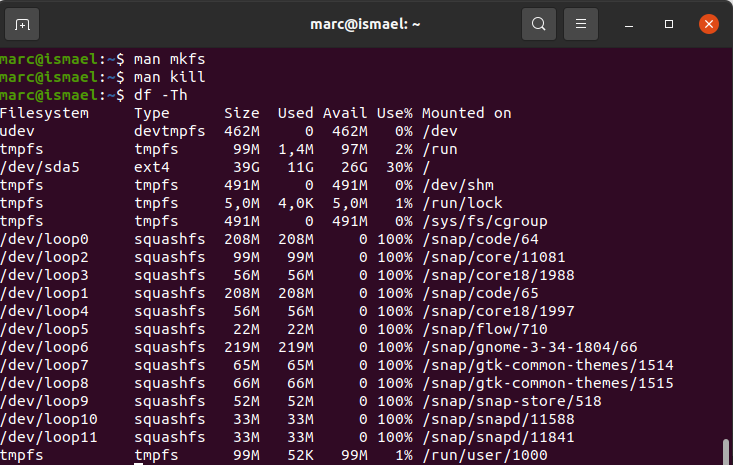 marc@ismael: ~
marc@ismael:~$ man mkfs
marc@ismael:~$ man kill
marc@ismael:~$ df -Th
Filesystem     Type      Size  Used Avail Use% Mounted on
udev           devtmpfs  462M     0  462M   0% /dev
tmpfs          tmpfs      99M  1,4M   97M   2% /run
/dev/sda5      ext4       39G   11G   26G  30% /
tmpfs          tmpfs     491M     0  491M   0% /dev/shm
tmpfs          tmpfs     5,0M  4,0K  5,0M   1% /run/lock
tmpfs          tmpfs     491M     0  491M   0% /sys/fs/cgroup
/dev/loop0     squashfs  208M  208M     0 100% /snap/code/64
/dev/loop2     squashfs   99M   99M     0 100% /snap/core/11081
/dev/loop3     squashfs   56M   56M     0 100% /snap/core18/1988
/dev/loop1     squashfs  208M  208M     0 100% /snap/code/65
/dev/loop4     squashfs   56M   56M     0 100% /snap/core18/1997
/dev/loop5     squashfs   22M   22M     0 100% /snap/flow/710
/dev/loop6     squashfs  219M  219M     0 100% /snap/gnome-3-34-1804/66
/dev/loop7     squashfs   65M   65M     0 100% /snap/gtk-common-themes/1514
/dev/loop8     squashfs   66M   66M     0 100% /snap/gtk-common-themes/1515
/dev/loop9     squashfs   52M   52M     0 100% /snap/snap-store/518
/dev/loop10    squashfs   33M   33M     0 100% /snap/snapd/11588
/dev/loop11    squashfs   33M   33M     0 100% /snap/snapd/11841
tmpfs          tmpfs      99M   52K   99M   1% /run/user/1000